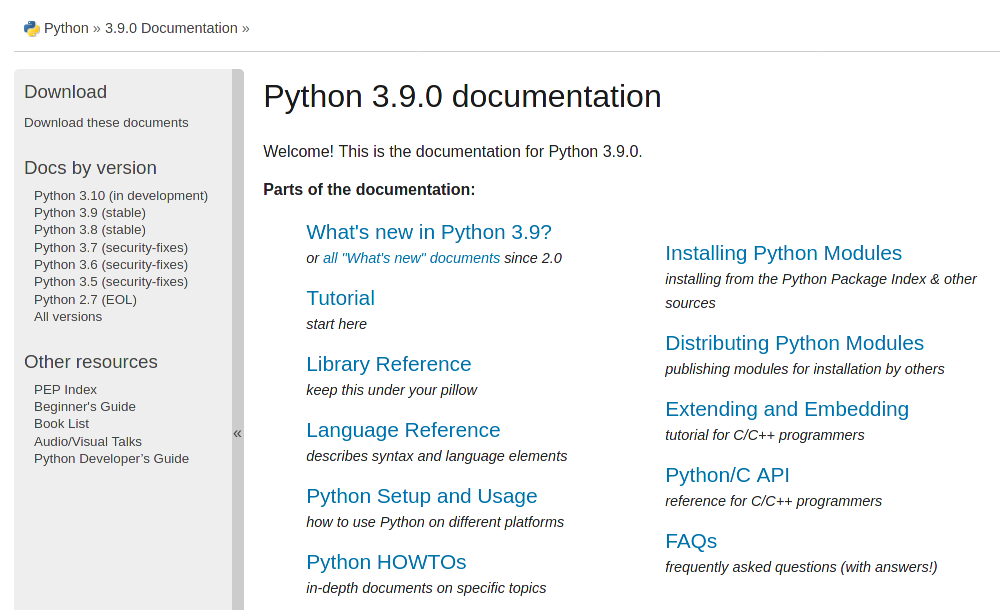 Python » 3.9.0 Documentation »
Download
Download these documents
Docs by version
Python 3.10 (in development)
Python 3.9 (stable)
Python 3.8 (stable)
Python 3.7 (security-fixes)
Python 3.6 (security-fixes)
Python 3.5 (security-fixes)
Python 2.7 (EOL)
All versions
Other resources
PEP Index
Beginner's Guide
Book List
Audio/Visual Talks
Python Developer’s Guide
«
Python 3.9.0 documentation
Welcome! This is the documentation for Python 3.9.0.
Parts of the documentation:
What's new in Python 3.9?
or all "What's new" documents since 2.0
Tutorial
start here
Library Reference
keep this under your pillow
Language Reference
describes syntax and language elements
Python Setup and Usage
how to use Python on different platforms
Python HOWTOs
in-depth documents on specific topics
Installing Python Modules
installing from the Python Package Index & other
sources
Distributing Python Modules
publishing modules for installation by others
Extending and Embedding
tutorial for C/C++ programmers
Python/C API
reference for C/C++ programmers
FAQs
frequently asked questions (with answers!)